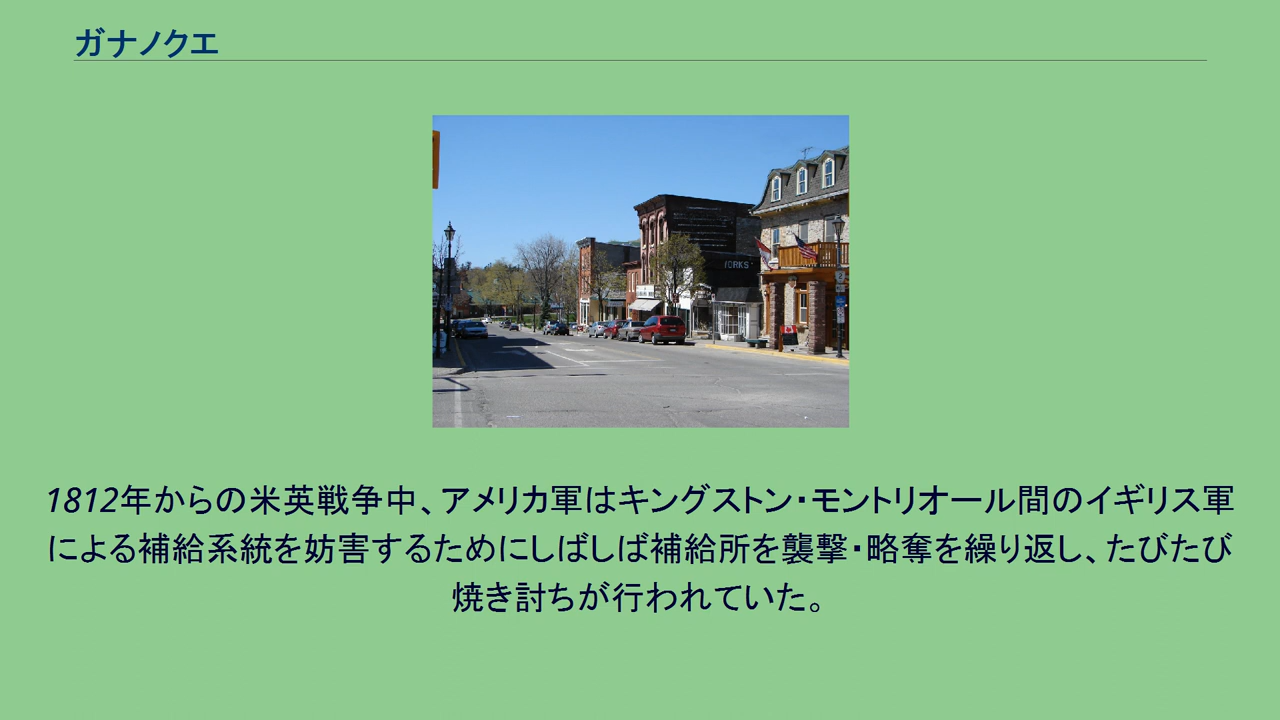 ガナノクエ
YORKS
1812年からの米英戦争中、アメリカ軍はキングストン・モントリオール間のイギリス軍
による補給系統を妨害するためにしばしば補給所を襲撃・略奪を繰り返し、たびたび
焼き討ちが行われていた。